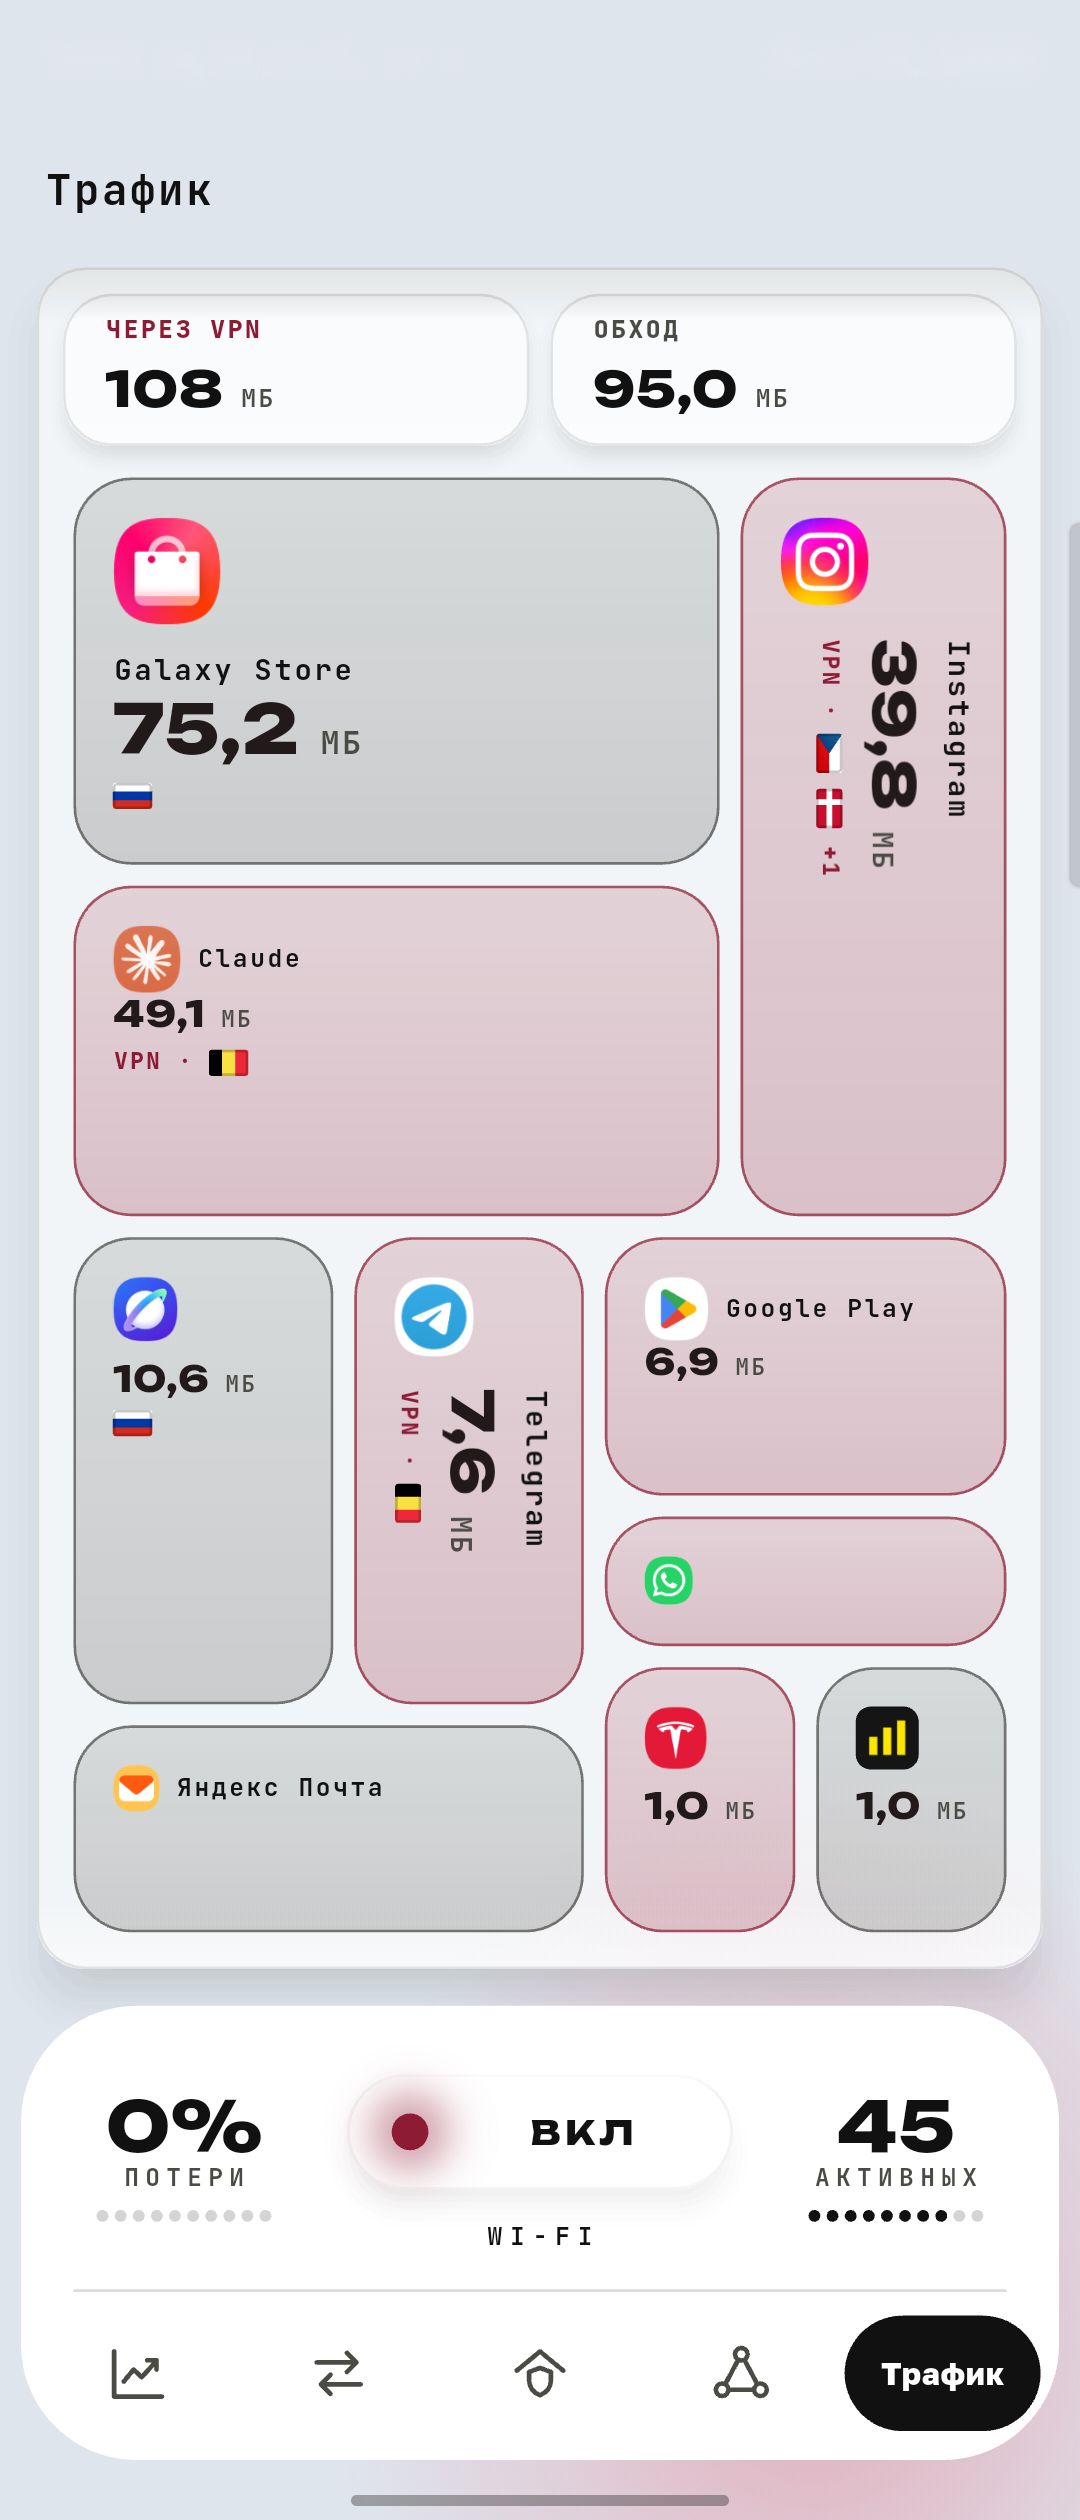 Трафик
ЧЕРЕЗ VPN
108 МБ
ОБХОД
95,0 МБ
Galaxy Store
75,2 МБ
Instagram
39,8 МБ
VPN · +1
Claude
49,1 МБ
VPN ·
10,6 МБ
Telegram
7,6 МБ
VPN ·
Google Play
6,9 МБ
Яндекс Почта
1,0 МБ
1,0 МБ
0%
ПОТЕРИ
ВКЛ
WI-FI
45
АКТИВНЫХ
Трафик